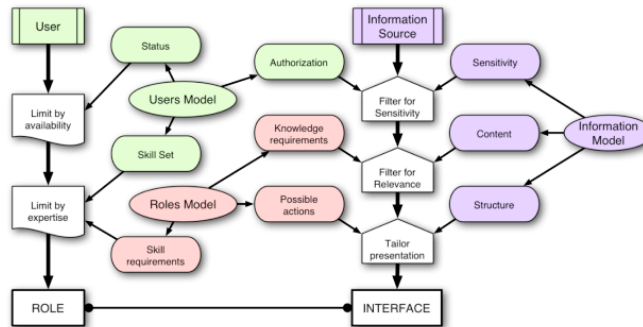 User
Information
Source
Status
Authorization
Sensitivity
Users Model
Limit by
availability
Filter for
Sensitivity
Skill Set
Knowledge
requirements
Content
Information
Model
Filter for
Relevance
Limit by
expertise
Roles Model
Possible
actions
Structure
Skill
requirements
Tailor
presentation
ROLE
INTERFACE